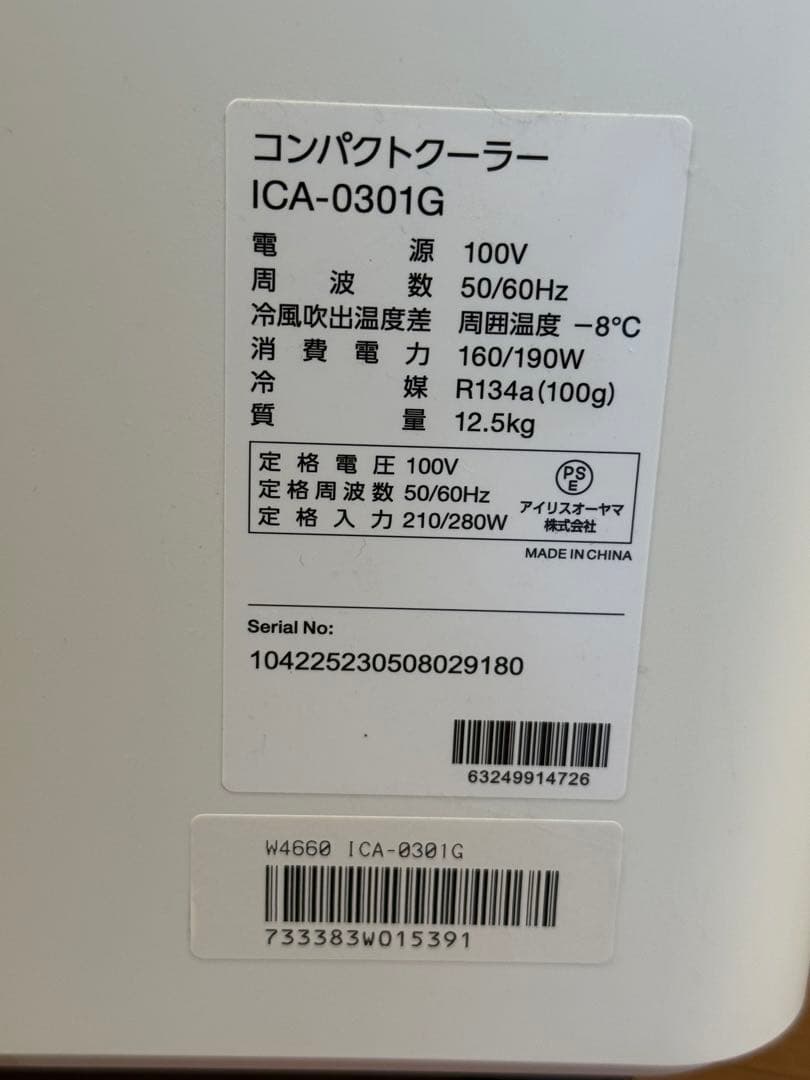 コンパクトクーラー
ICA-0301G
電源 100V
周波数 50/60Hz
冷風吹出温度差 周囲温度 −8℃
消費電力 160/190W
冷媒 R134a(100g)
質量 12.5kg
定格電圧 100V
定格周波数 50/60Hz
定格入力 210/280W
PS
E
アイリスオーヤマ
株式会社
MADE IN CHINA
Serial No:
104225230508029180
63249914726
W4660 ICA-0301G
733383W015391